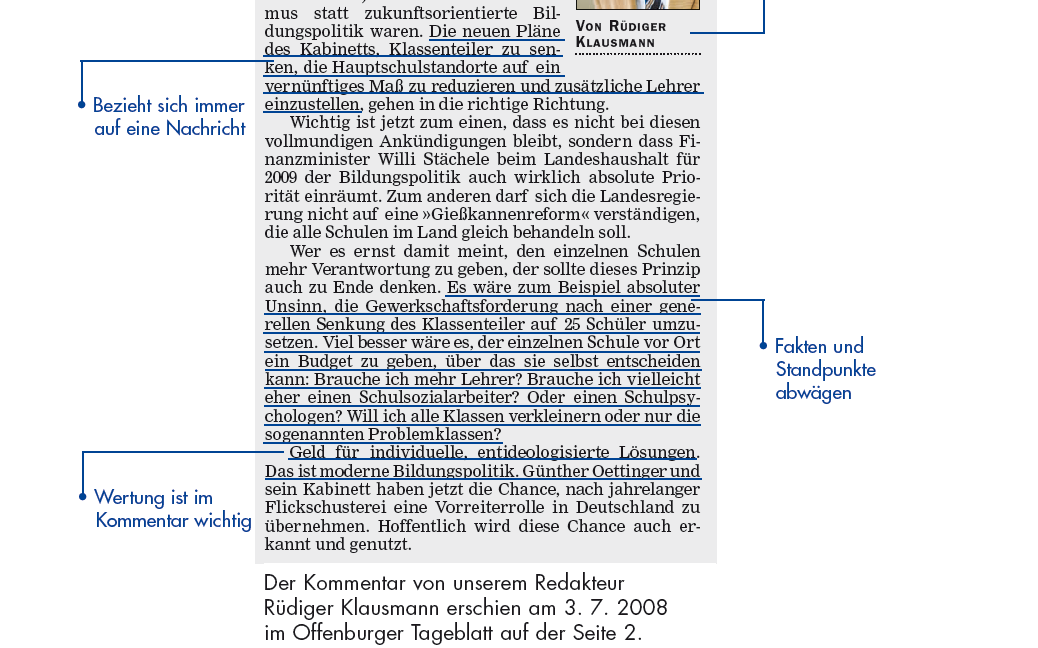 mus statt zukunftsorientierte Bil-
dungspolitik waren. Die neuen Pläne
des Kabinetts, Klassenteiler zu sen-
ken, die Hauptschulstandorte auf ein
vernünftiges Maß zu reduzieren und zusätzliche Lehrer
einzustellen, gehen in die richtige Richtung.
VON RÜDIGER
KLAUSMANN
Bezieht sich immer
auf eine Nachricht
Wichtig ist jetzt zum einen, dass es nicht bei diesen
vollmundigen Ankündigungen bleibt, sondern dass Fi-
nanzminister Willi Stächele beim Landeshaushalt für
2009 der Bildungspolitik auch wirklich absolute Prio-
rität einräumt. Zum anderen darf sich die Landesregie-
rung nicht auf eine »Gießkannenreform« verständigen,
die alle Schulen im Land gleich behandeln soll.
Wer es ernst damit meint, den einzelnen Schulen
mehr Verantwortung zu geben, der sollte dieses Prinzip
auch zu Ende denken. Es wäre zum Beispiel absoluter
Unsinn, die Gewerkschaftsforderung nach einer gene-
rellen Senkung des Klassenteiler auf 25 Schüler umzu-
setzen. Viel besser wäre es, der einzelnen Schule vor Ort
ein Budget zu geben, über das sie selbst entscheiden
kann: Brauche ich mehr Lehrer? Brauche ich vielleicht
eher einen Schulsozialarbeiter? Oder einen Schulpsy-
chologen? Will ich alle Klassen verkleinern oder nur die
sogenannten Problemklassen?
Fakten und
Standpunkte
abwägen
Geld für individuelle, entideologisierte Lösungen.
Das ist moderne Bildungspolitik. Günther Oettinger und
sein Kabinett haben jetzt die Chance, nach jahrelanger
Flickschusterei eine Vorreiterrolle in Deutschland zu
übernehmen. Hoffentlich wird diese Chance auch er-
kannt und genutzt.
Wertung ist im
Kommentar wichtig
Der Kommentar von unserem Redakteur
Rüdiger Klausmann erschien am 3. 7. 2008
im Offenburger Tageblatt auf der Seite 2.